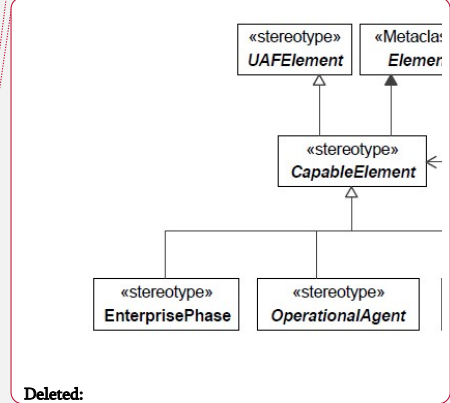 «stereotype»
UAFElement
«Metaclas
Elemen
«stereotype»
CapableElement
«stereotype»
EnterprisePhase
«stereotype»
OperationalAgent
Deleted: